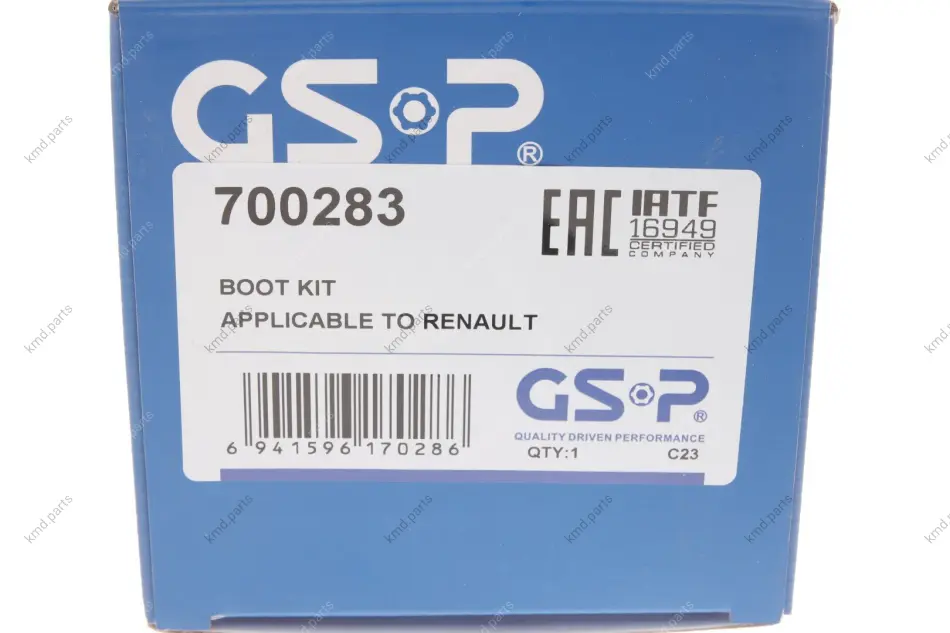 GSP®
700283
EAC
IATF
16949
CERTIFIED
COMPANY
BOOT KIT
APPLICABLE TO RENAULT
6 941596 170286
GSP®
QUALITY DRIVEN PERFORMANCE
QTY:1 C23
kmd.parts